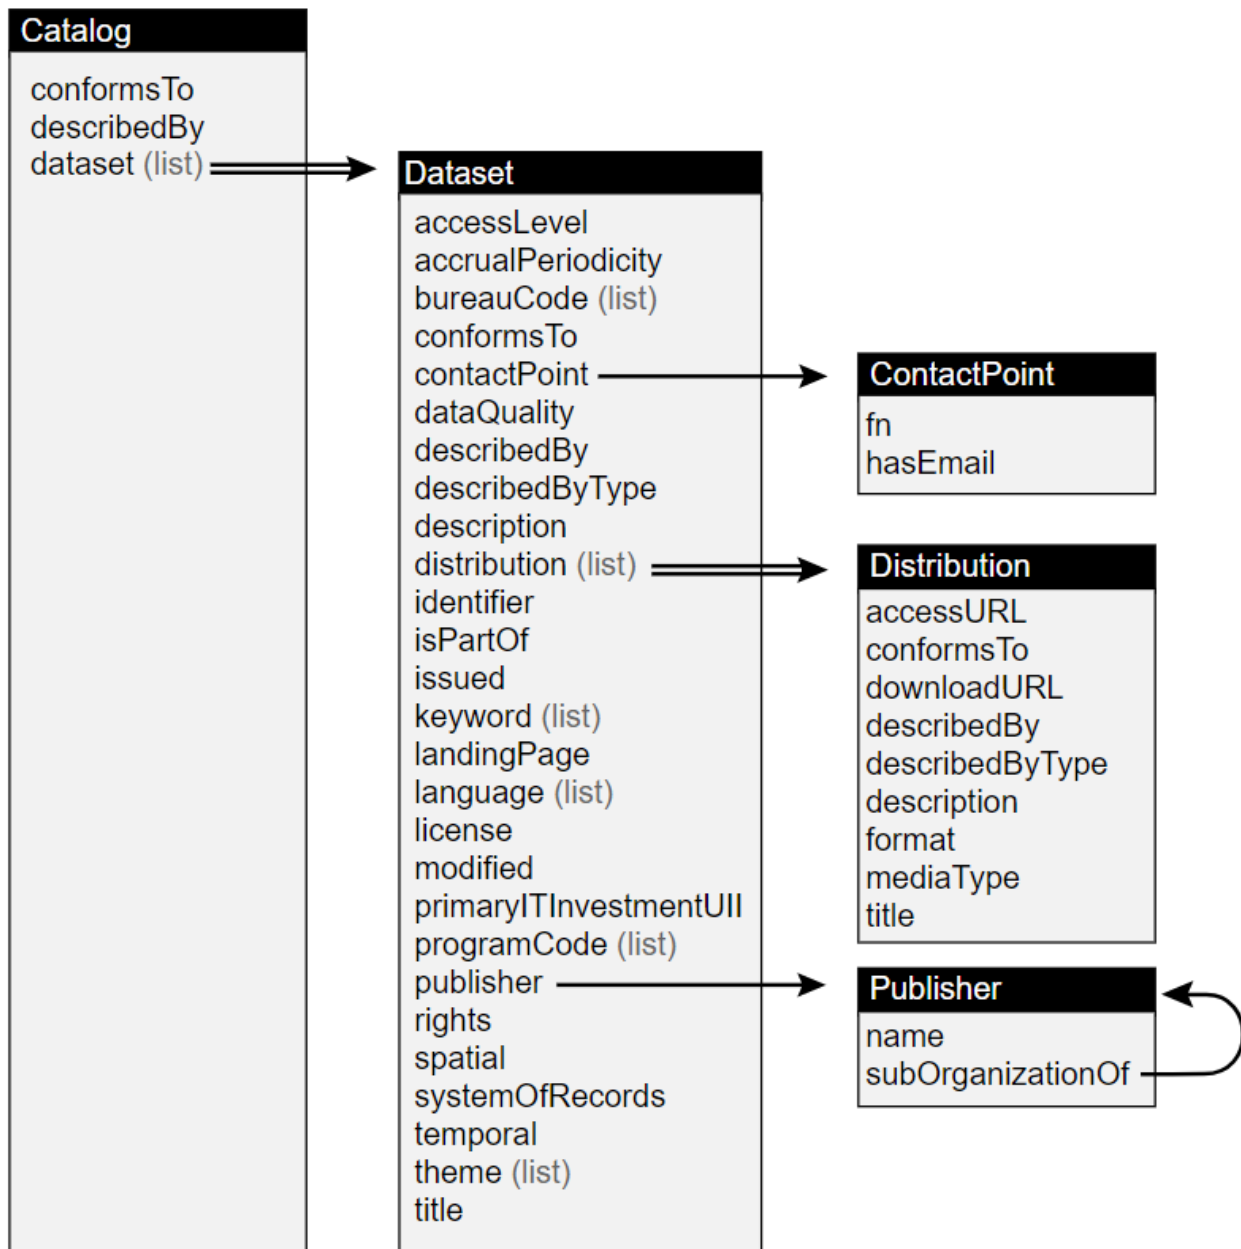 Catalog
conformsTo
describedBy
dataset (list)
Dataset
accessLevel
accrualPeriodicity
bureauCode (list)
conformsTo
contactPoint
dataQuality
describedBy
describedByType
description
distribution (list)
identifier
isPartOf
issued
keyword (list)
landingPage
language (list)
license
modified
primaryITInvestmentUII
programCode (list)
publisher
rights
spatial
systemOfRecords
temporal
theme (list)
title
ContactPoint
fn
hasEmail
Distribution
accessURL
conformsTo
downloadURL
describedBy
describedByType
description
format
mediaType
title
Publisher
name
subOrganizationOf